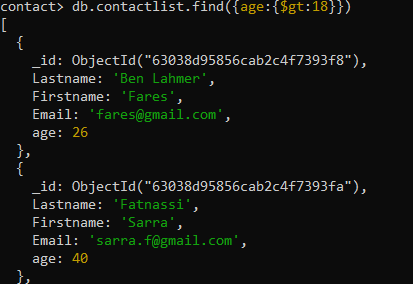 contact> db.contactlist.find({age:{$gt:18}})
[
  {
    _id: ObjectId("63038d95856cab2c4f7393f8"),
    Lastname: 'Ben Lahmer',
    Firstname: 'Fares',
    Email: 'fares@gmail.com',
    age: 26
  },
  {
    _id: ObjectId("63038d95856cab2c4f7393fa"),
    Lastname: 'Fatnassi',
    Firstname: 'Sarra',
    Email: 'sarra.f@gmail.com',
    age: 40
  },